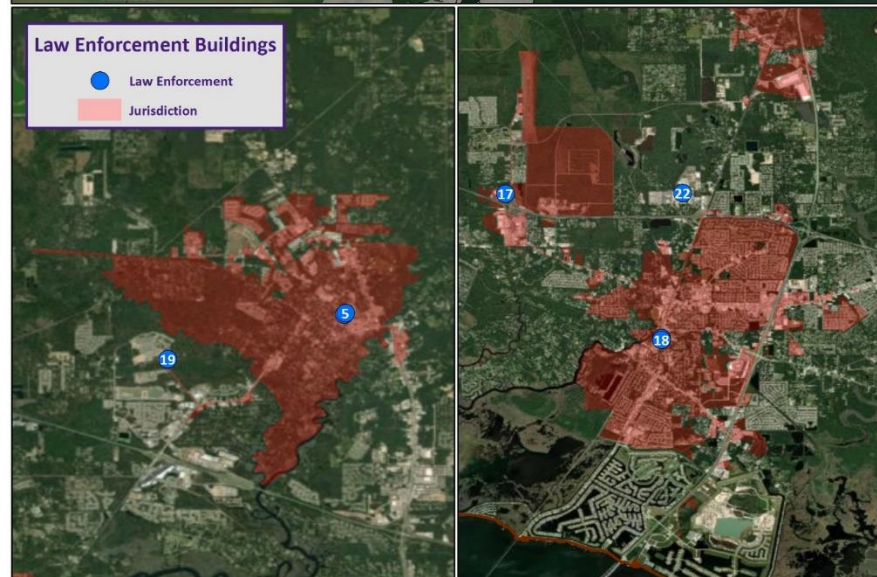 Law Enforcement Buildings
Law Enforcement
Jurisdiction
5
19
17
22
18